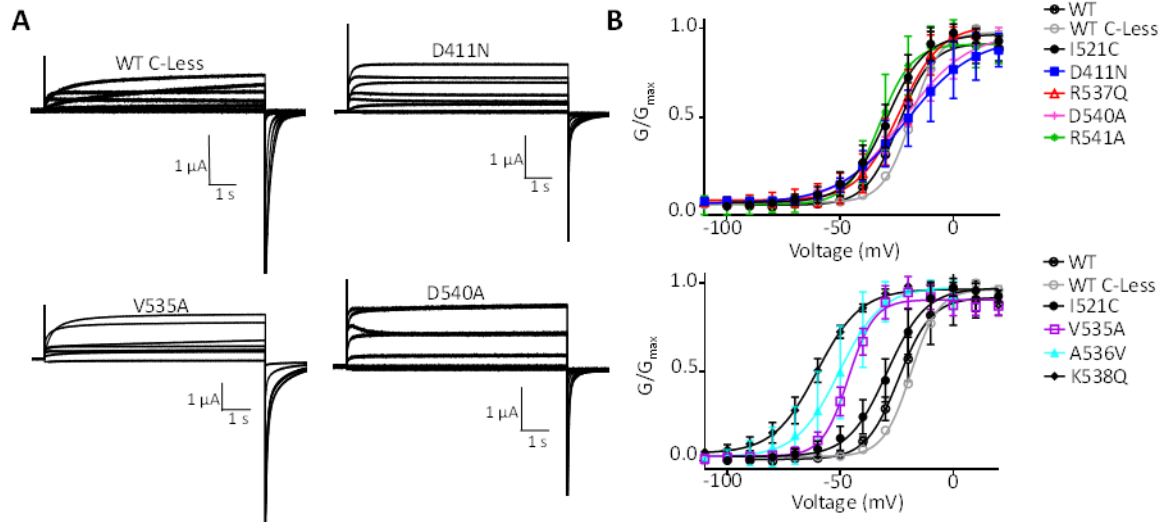 A
WT C-Less
1 µA
1 s
D411N
1 µA
1 s
V535A
1 µA
1 s
D540A
1 µA
1 s
B
G/Gmax
1.0
0.5
0.0
-100
-50
0
Voltage (mV)
WT
WT C-Less
I521C
D411N
R537Q
D540A
R541A
G/Gmax
1.0
0.5
0.0
-100
-50
0
Voltage (mV)
WT
WT C-Less
I521C
V535A
A536V
K538Q